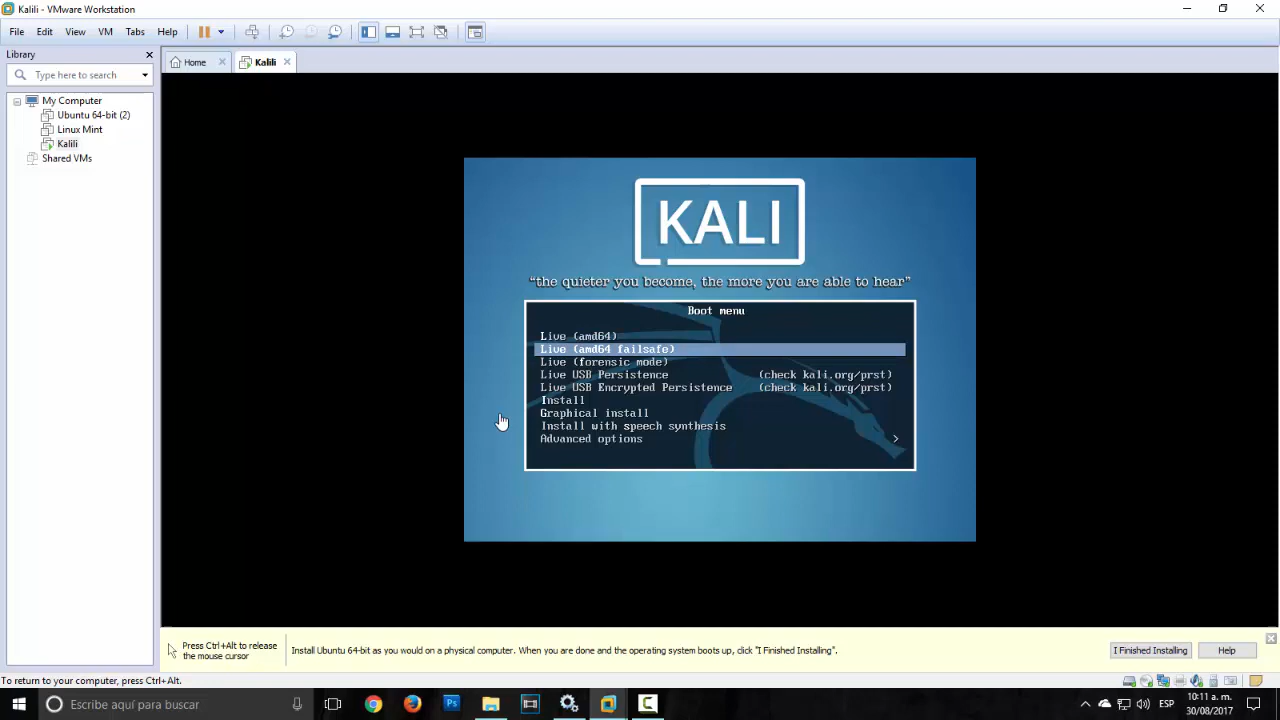 Kalili - VMware Workstation
File Edit View VM Tabs Help
Library
Home
Kalili
Type here to search
My Computer
Ubuntu 64-bit (2)
Linux Mint
Kalili
Shared VMs
KALI
“the quieter you become, the more you are able to hear”
Boot menu
Live (amd64)
Live (amd64 failsafe)
Live (forensic mode)
Live USB Persistence (check kali.org/prst)
Live USB Encrypted Persistence (check kali.org/prst)
Install
Graphical install
Install with speech synthesis
Advanced options >
Press Ctrl+Alt to release
the mouse cursor
Install Ubuntu 64-bit as you would on a physical computer. When you are done and the operating system boots up, click "I Finished Installing".
I Finished Installing
Help
To return to your computer, press Ctrl+Alt.
Escribe aquí para buscar
Ps
ESP
10:11 a. m.
30/08/2017